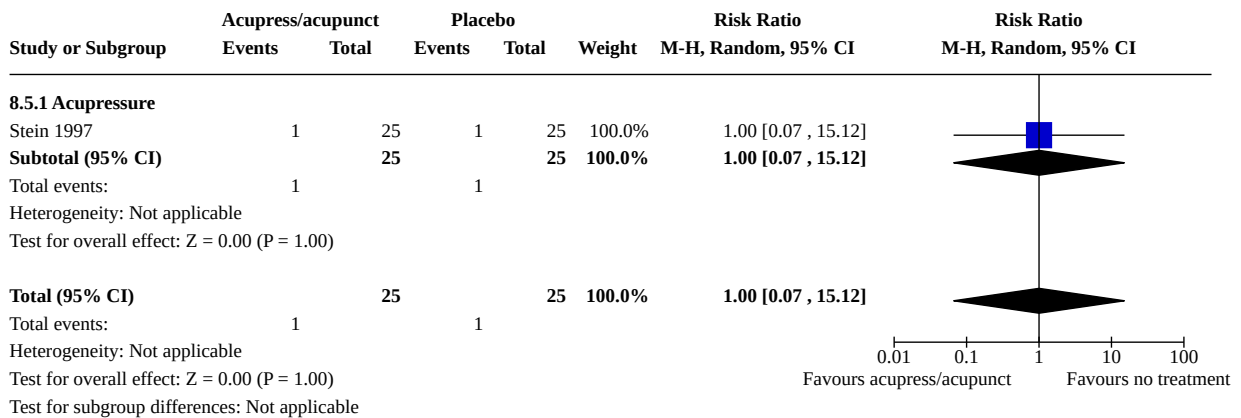 Acupress/acupunct Placebo Risk Ratio Risk Ratio
Study or Subgroup Events Total Events Total Weight M-H, Random, 95% CI M-H, Random, 95% CI
8.5.1 Acupressure
Stein 1997 1 25 1 25 100.0% 1.00 [0.07 , 15.12]
Subtotal (95% CI) 25 25 100.0% 1.00 [0.07 , 15.12]
Total events: 1 1
Heterogeneity: Not applicable
Test for overall effect: Z = 0.00 (P = 1.00)
Total (95% CI) 25 25 100.0% 1.00 [0.07 , 15.12]
Total events: 1 1
Heterogeneity: Not applicable 0.01 0.1 1 10 100
Test for overall effect: Z = 0.00 (P = 1.00) Favours acupress/acupunct Favours no treatment
Test for subgroup differences: Not applicable